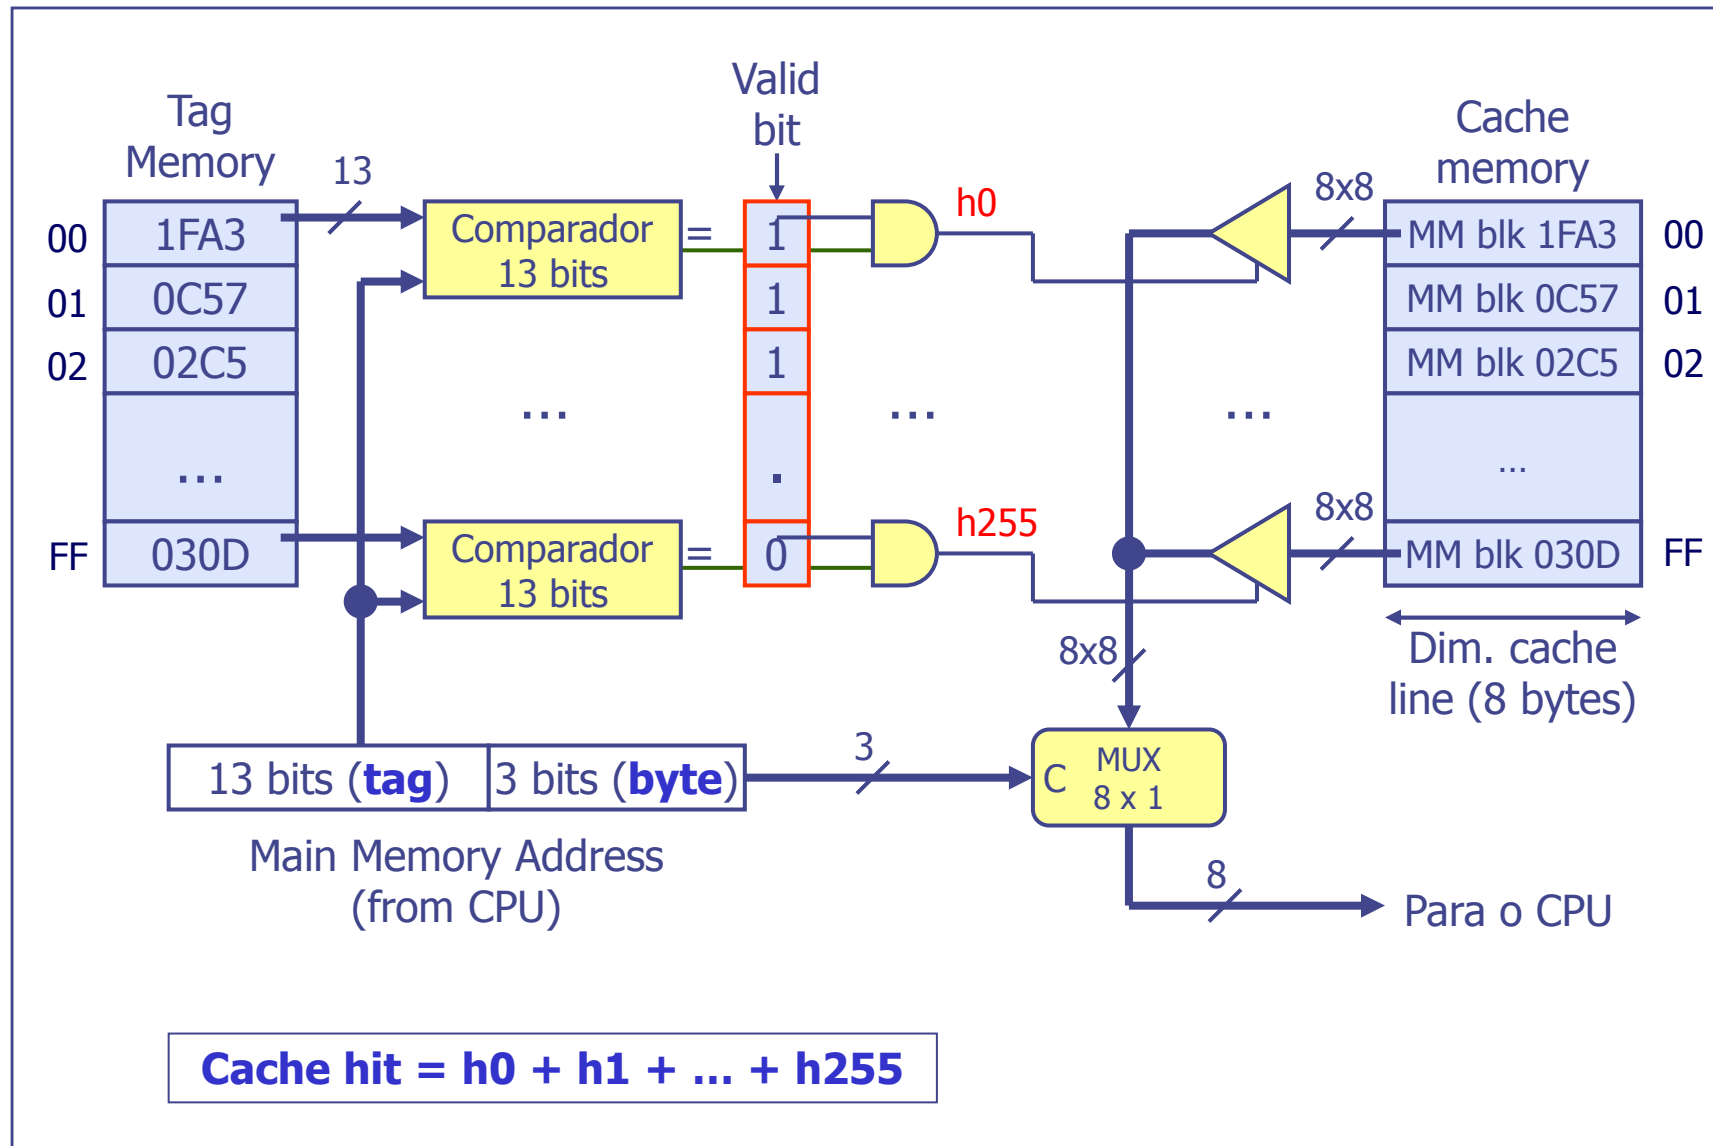 Valid
bit
Tag
Memory
Cache
memory
13
8x8
h0
00
1FA3
Comparador
13 bits
=
1
MM blk 1FA3
00
01
0C57
1
MM blk 0C57
01
02
02C5
1
MM blk 02C5
02
...
...
...
...
.
...
8x8
h255
FF
030D
Comparador
13 bits
=
0
MM blk 030D
FF
8x8
Dim. cache
line (8 bytes)
13 bits (tag)
3 bits (byte)
3
C
MUX
8 x 1
Main Memory Address
(from CPU)
8
Para o CPU
Cache hit = h0 + h1 + ... + h255